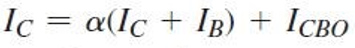 I_C = α(I_C + I_B) + I_CBO